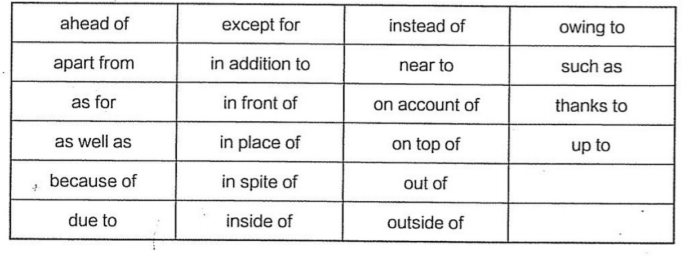 ahead of except for instead of owing to
apart from in addition to near to such as
as for in front of on account of thanks to
as well as in place of on top of up to
because of in spite of out of
due to inside of outside of